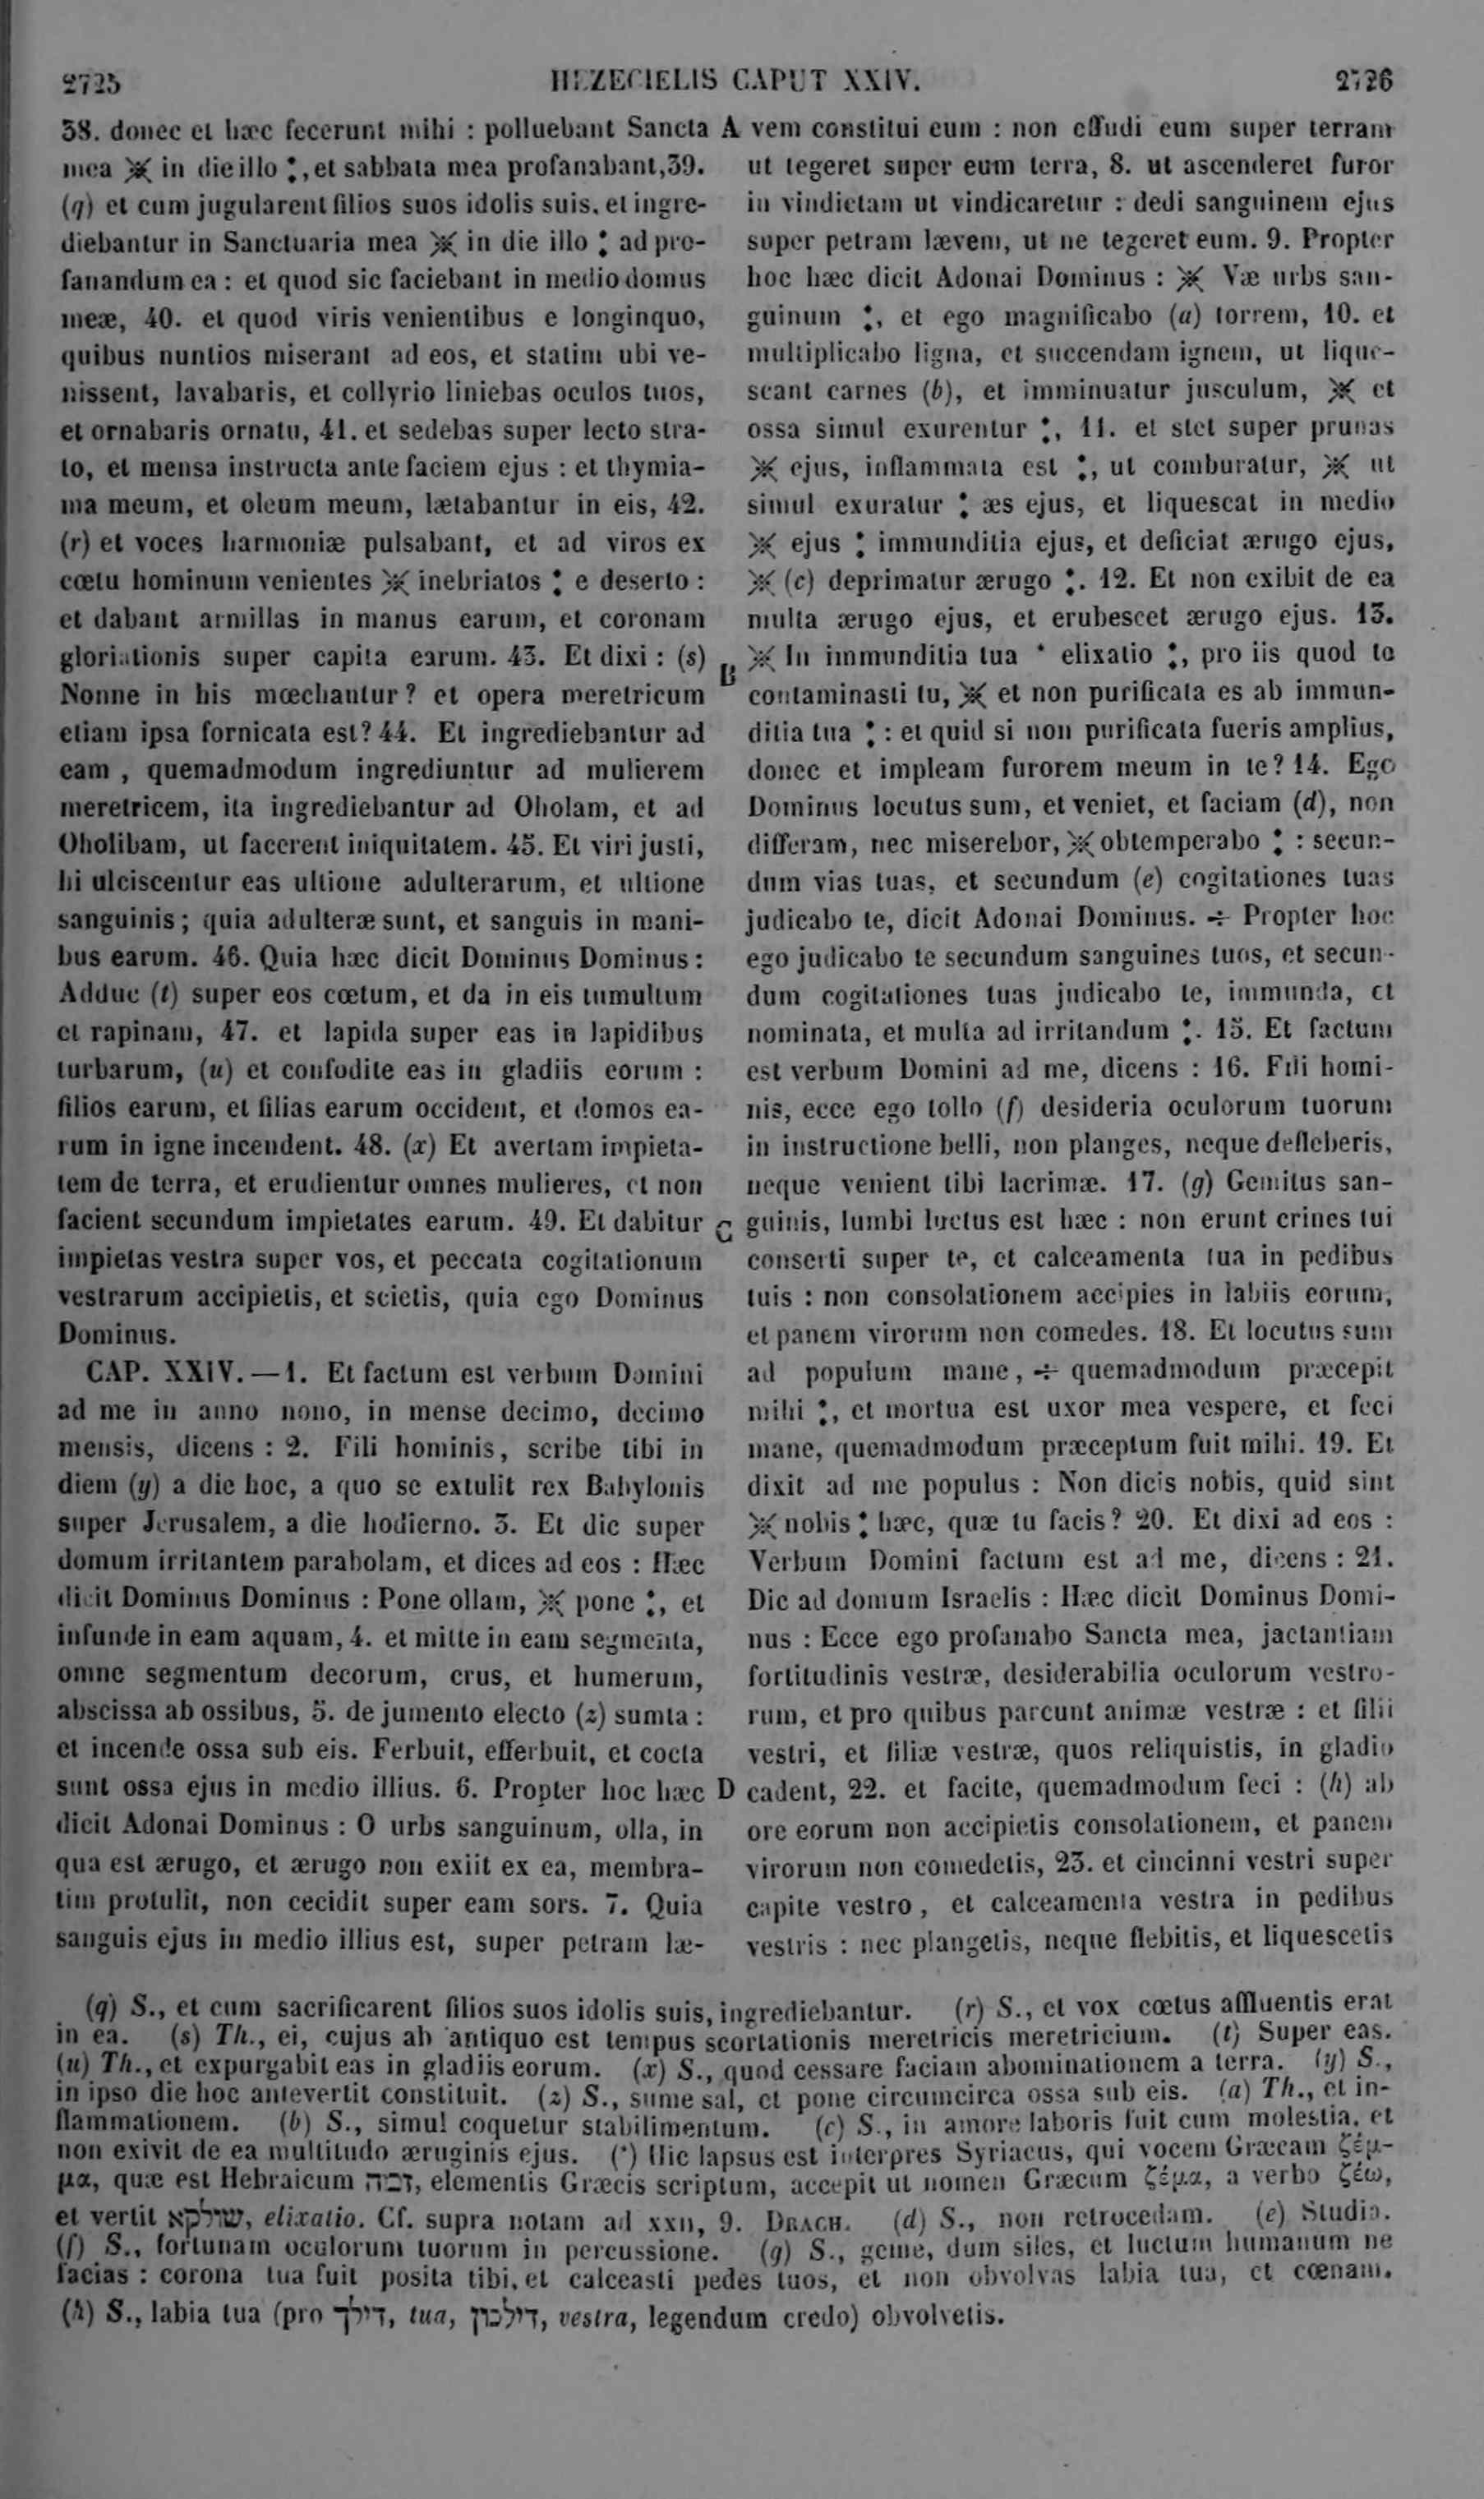 2725
HEZECIELIS CAPUT XXIV.
2726
38. donec et hæc fecerunt mihi : polluebant Sancta
mea ※ in die illo ⁏, et sabbata mea profanabant, 39.
(q) et cum jugularent filios suos idolis suis, et ingre-
diebantur in Sanctuaria mea ※ in die illo ⁏ ad pro-
fanandum ea : et quod sic faciebant in medio domus
meæ, 40. et quod viris venientibus e longinquo,
quibus nuntios miserant ad eos, et statim ubi ve-
nissent, lavabaris, et collyrio liniebas oculos tuos,
et ornabaris ornatu, 41. et sedebas super lecto stra-
to, et mensa instructa ante faciem ejus : et thymia-
ma meum, et oleum meum, lætabantur in eis, 42.
(r) et voces harmoniæ pulsabant, et ad viros ex
cœtu hominum venientes ※ inebriatos ⁏ e deserto :
et dabant armillas in manus earum, et coronam
gloriationis super capita earum. 43. Et dixi : (s)
Nonne in his mœchantur? et opera meretricum
etiam ipsa fornicata est? 44. Et ingrediebantur ad
eam , quemadmodum ingrediuntur ad mulierem
meretricem, ita ingrediebantur ad Oholam, et ad
Oholibam, ut facerent iniquitatem. 45. Et viri justi,
hi ulciscentur eas ultione adulterarum, et ultione
sanguinis; quia adulteræ sunt, et sanguis in mani-
bus earum. 46. Quia hæc dicit Dominus Dominus :
Adduc (t) super eos cœtum, et da in eis tumultum
et rapinam, 47. et lapida super eas in lapidibus
turbarum, (u) et confodite eas in gladiis eorum :
filios earum, et filias earum occident, et domos ea-
rum in igne incendent. 48. (x) Et avertam impieta-
tem de terra, et erudientur omnes mulieres, et non
facient secundum impietates earum. 49. Et dabitur
impietas vestra super vos, et peccata cogitationum
vestrarum accipietis, et scietis, quia ego Dominus
Dominus.
CAP. XXIV. — 1. Et factum est verbum Domini
ad me in anno nono, in mense decimo, decimo
mensis, dicens : 2. Fili hominis, scribe tibi in
diem (y) a die hoc, a quo se extulit rex Babylonis
super Jerusalem, a die hodierno. 3. Et dic super
domum irritantem parabolam, et dices ad eos : Hæc
dicit Dominus Dominus : Pone ollam, ※ pone ⁏, et
infunde in eam aquam, 4. et mitte in eam segmenta,
omne segmentum decorum, crus, et humerum,
abscissa ab ossibus, 5. de jumento electo (z) sumta :
et incende ossa sub eis. Ferbuit, efferbuit, et cocta
sunt ossa ejus in medio illius. 6. Propter hoc hæc
dicit Adonai Dominus : O urbs sanguinum, olla, in
qua est ærugo, et ærugo non exiit ex ea, membra-
tim protulit, non cecidit super eam sors. 7. Quia
sanguis ejus in medio illius est, super petram læ-
A
B
C
D
vem constitui eum : non effudi eum super terram
ut tegeret super eum terra, 8. ut ascenderet furor
in vindictam ut vindicaretur : dedi sanguinem ejus
super petram lævem, ut ne tegeret eum. 9. Propter
hoc hæc dicit Adonai Dominus : ※ Væ urbs san-
guinum ⁏, et ego magnificabo (a) torrem, 10. et
multiplicabo ligna, et succendam ignem, ut lique-
scant carnes (b), et imminuatur jusculum, ※ et
ossa simul exurentur ⁏, 11. et stet super prunas
※ ejus, inflammata est ⁏, ut comburatur, ※ ut
simul exuratur ⁏ æs ejus, et liquescat in medio
※ ejus ⁏ immunditia ejus, et deficiat ærugo ejus,
※ (c) deprimatur ærugo ⁏. 12. Et non exibit de ea
multa ærugo ejus, et erubescet ærugo ejus. 13.
※ In immunditia tua * elixatio ⁏, pro iis quod te
contaminasti tu, ※ et non purificata es ab immun-
ditia tua ⁏ : et quid si non purificata fueris amplius,
donec et impleam furorem meum in te? 14. Ego
Dominus locutus sum, et veniet, et faciam (d), non
differam, nec miserebor, ※ obtemperabo ⁏ : secun-
dum vias tuas, et secundum (e) cogitationes tuas
judicabo te, dicit Adonai Dominus. ÷ Propter hoc
ego judicabo te secundum sanguines tuos, et secun-
dum cogitationes tuas judicabo te, immunda, et
nominata, et multa ad irritandum ⁏. 15. Et factum
est verbum Domini ad me, dicens : 16. Fili homi-
nis, ecce ego tollo (f) desideria oculorum tuorum
in instructione belli, non planges, neque defleberis,
neque venient tibi lacrimæ. 17. (g) Gemitus san-
guinis, lumbi luctus est hæc : non erunt crines tui
conserti super te, et calceamenta tua in pedibus
tuis : non consolationem accipies in labiis eorum,
et panem virorum non comedes. 18. Et locutus sum
ad populum mane, ÷ quemadmodum præcepit
mihi ⁏, et mortua est uxor mea vespere, et feci
mane, quemadmodum præceptum fuit mihi. 19. Et
dixit ad me populus : Non dicis nobis, quid sint
※ nobis ⁏ hæc, quæ tu facis? 20. Et dixi ad eos :
Verbum Domini factum est ad me, dicens : 21.
Dic ad domum Israelis : Hæc dicit Dominus Domi-
nus : Ecce ego profanabo Sancta mea, jactantiam
fortitudinis vestræ, desiderabilia oculorum vestro-
rum, et pro quibus parcunt animæ vestræ : et filii
vestri, et filiæ vestræ, quos reliquistis, in gladio
cadent, 22. et facite, quemadmodum feci : (h) ab
ore eorum non accipietis consolationem, et panem
virorum non comedetis, 23. et cincinni vestri super
capite vestro , et calceamenta vestra in pedibus
vestris : nec plangetis, neque flebitis, et liquescetis
(q) S., et cum sacrificarent filios suos idolis suis, ingrediebantur. (r) S., et vox cœtus affluentis erat
in ea. (s) Th., ei, cujus ab antiquo est tempus scortationis meretricis meretricium. (t) Super eas.
(u) Th., et expurgabit eas in gladiis eorum. (x) S., quod cessare faciam abominationem a terra. (y) S.,
in ipso die hoc antevertit constituit. (z) S., sume sal, et pone circumcirca ossa sub eis. (a) Th., et in-
flammationem. (b) S., simul coquetur stabilimentum. (c) S., in amore laboris fuit cum molestia, et
non exivit de ea multitudo æruginis ejus. (*) Hic lapsus est interpres Syriacus, qui vocem Græcam ζέμ-
μα, quæ est Hebraicum זמה, elementis Græcis scriptum, accepit ut nomen Græcum ζέμα, a verbo ζέω,
et vertit שולקא, elixatio. Cf. supra notam ad xxii, 9. DRACH. (d) S., non retrocedam. (e) Studia.
(f) S., fortunam oculorum tuorum in percussione. (g) S., geme, dum siles, et luctum humanum ne
facias : corona tua fuit posita tibi, et calceasti pedes tuos, et non obvolvas labia tua, et cœnam.
(h) S., labia tua (pro דילך, tua, דילכון, vestra, legendum credo) obvolvetis.